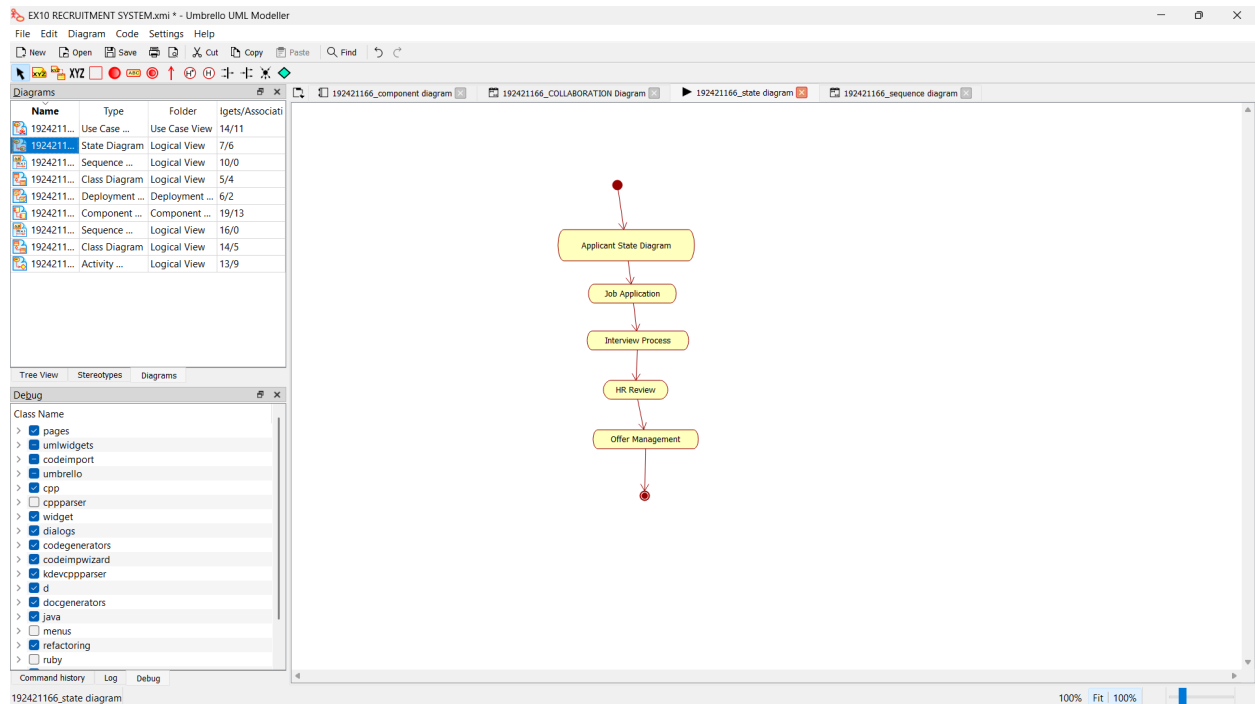 EX10 RECRUITMENT SYSTEM.xmi * - Umbrello UML Modeller
File Edit Diagram Code Settings Help
New Open Save Cut Copy Paste Find
xyz XYZ ABC H* H
Diagrams
192421166_component diagram 192421166_COLLABORATION Diagram 192421166_state diagram 192421166_sequence diagram
Name Type Folder Igets/Associati
1924211... Use Case ... Use Case View 14/11
1924211... State Diagram Logical View 7/6
1924211... Sequence ... Logical View 10/0
1924211... Class Diagram Logical View 5/4
1924211... Deployment ... Deployment ... 6/2
1924211... Component ... Component ... 19/13
1924211... Sequence ... Logical View 16/0
1924211... Class Diagram Logical View 14/5
1924211... Activity ... Logical View 13/9
Tree View Stereotypes Diagrams
Debug
Class Name
pages
umlwidgets
codeimport
umbrello
cpp
cppparser
widget
dialogs
codegenerators
codeimpwizard
kdevcppparser
d
docgenerators
java
menus
refactoring
ruby
Command history Log Debug
Applicant State Diagram
Job Application
Interview Process
HR Review
Offer Management
192421166_state diagram
100% Fit 100%